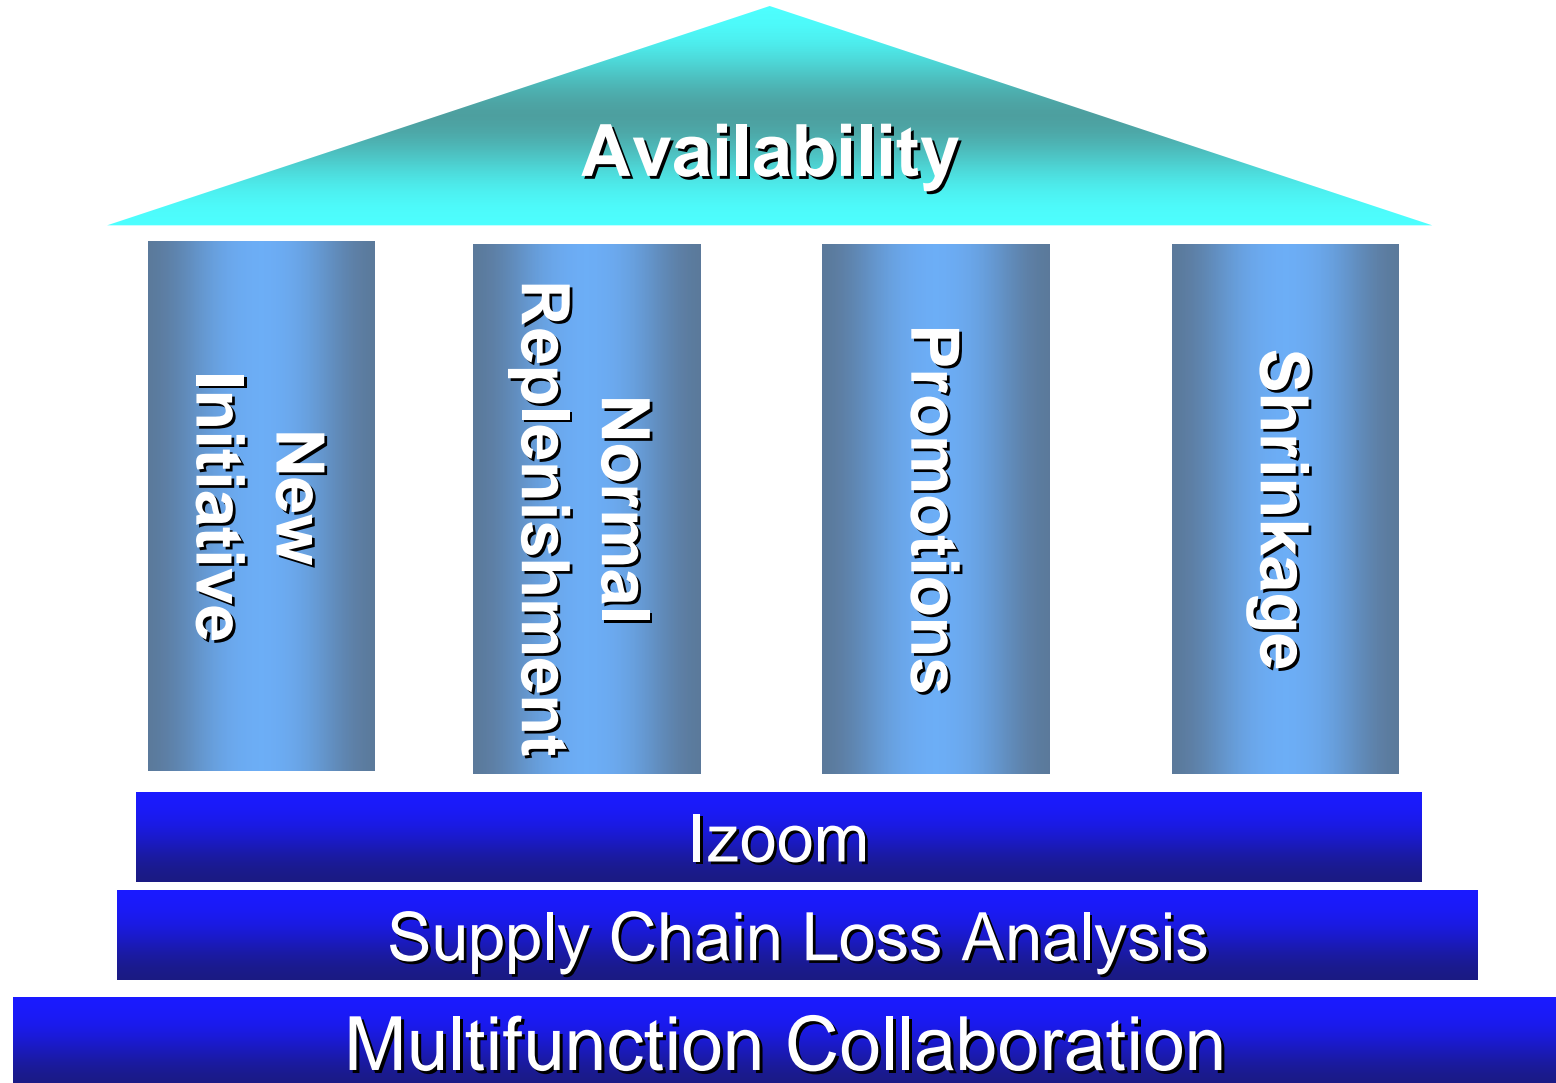 Availability
New
Initiative
Normal
Replenishment
Promotions
Shrinkage
Izoom
Supply Chain Loss Analysis
Multifunction Collaboration